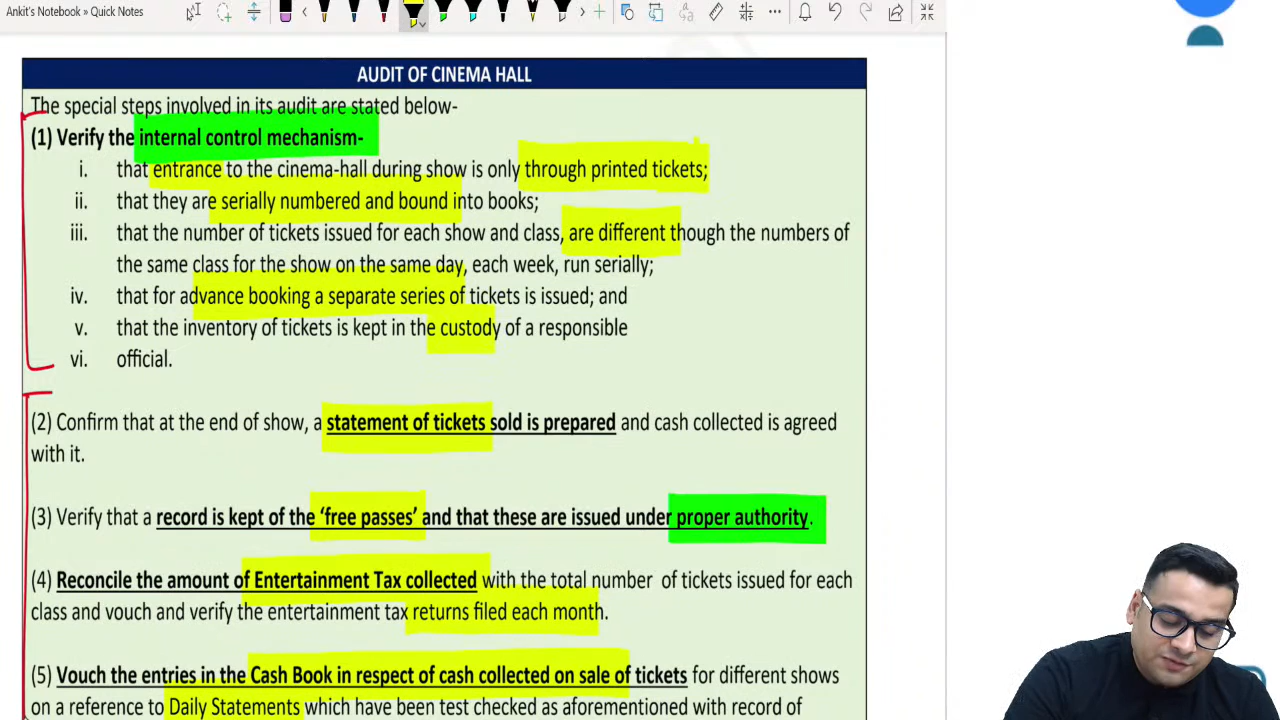 Ankit's Notebook » Quick Notes
AUDIT OF CINEMA HALL
The special steps involved in its audit are stated below-
(1) Verify the internal control mechanism-
i. that entrance to the cinema-hall during show is only through printed tickets;
ii. that they are serially numbered and bound into books;
iii. that the number of tickets issued for each show and class, are different though the numbers of
the same class for the show on the same day, each week, run serially;
iv. that for advance booking a separate series of tickets is issued; and
v. that the inventory of tickets is kept in the custody of a responsible
vi. official.
(2) Confirm that at the end of show, a statement of tickets sold is prepared and cash collected is agreed
with it.
(3) Verify that a record is kept of the ‘free passes’ and that these are issued under proper authority.
(4) Reconcile the amount of Entertainment Tax collected with the total number of tickets issued for each
class and vouch and verify the entertainment tax returns filed each month.
(5) Vouch the entries in the Cash Book in respect of cash collected on sale of tickets for different shows
on a reference to Daily Statements which have been test checked as aforementioned with record of